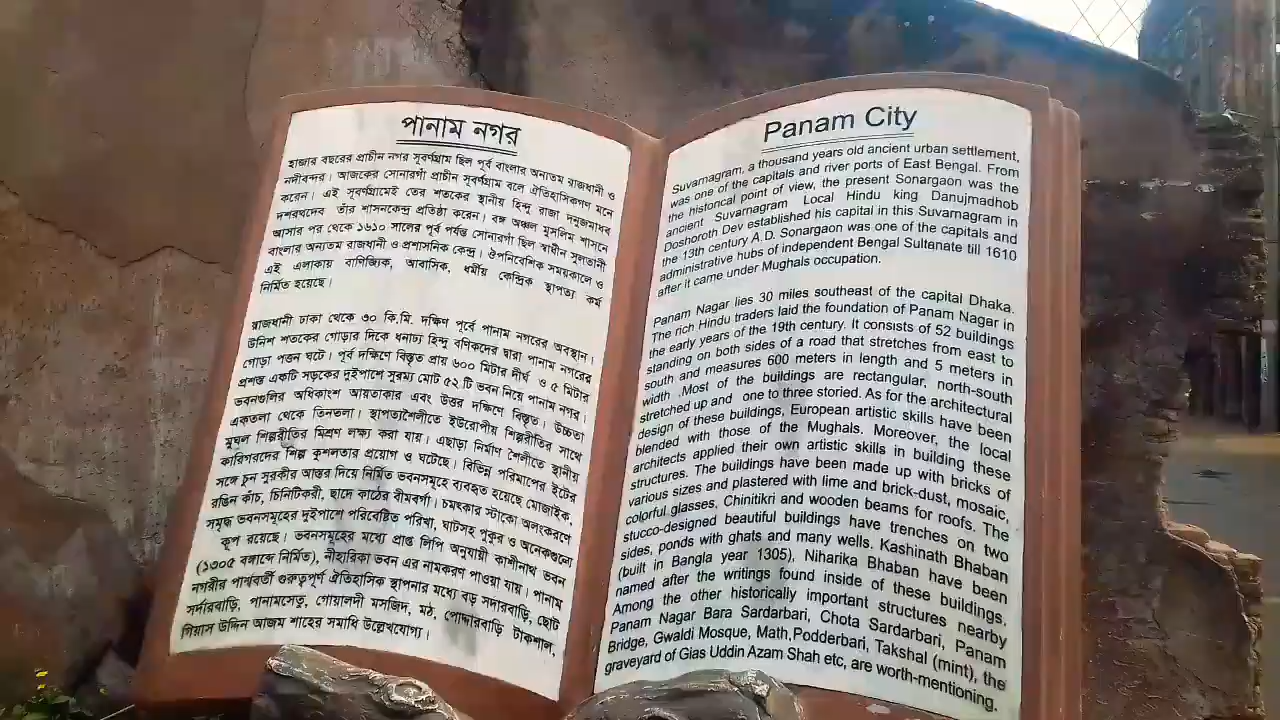 পানাম নগর
হাজার বছরের প্রাচীন নগর সুবর্ণগ্রাম ছিল পূর্ব বাংলার অন্যতম রাজধানী ও
নদীবন্দর। আজকের সোনারগাঁ প্রাচীন সুবর্ণগ্রাম বলে ঐতিহাসিকগণ মনে
করেন। এই সুবর্ণগ্রামেই তের শতকের স্থানীয় হিন্দু রাজা দনুজমাধব
দশরথদেব তাঁর শাসনকেন্দ্র প্রতিষ্ঠা করেন। বঙ্গ অঞ্চল মুসলিম শাসনে
আসার পর থেকে ১৬১০ সালের পূর্ব পর্যন্ত সোনারগাঁ ছিল স্বাধীন সুলতানী
বাংলার অন্যতম রাজধানী ও প্রশাসনিক কেন্দ্র। ঔপনিবেশিক সময়কালে ও
এই এলাকায় বাণিজ্যিক, আবাসিক, ধর্মীয় কেন্দ্রিক স্থাপত্য কর্ম
নির্মিত হয়েছে।
রাজধানী ঢাকা থেকে ৩০ কি.মি. দক্ষিণ পূর্বে পানাম নগরের অবস্থান।
উনিশ শতকের গোড়ার দিকে ধনাঢ্য হিন্দু বণিকদের দ্বারা পানাম নগরের
গোড়া পত্তন ঘটে। পূর্ব দক্ষিণে বিস্তৃত প্রায় ৬০০ মিটার দীর্ঘ ও ৫ মিটার
প্রশস্ত একটি সড়কের দুইপাশে সুরম্য মোট ৫২ টি ভবন নিয়ে পানাম নগর।
ভবনগুলির অধিকাংশ আয়তাকার এবং উত্তর দক্ষিণে বিস্তৃত। উচ্চতা
একতলা থেকে তিনতলা। স্থাপত্যশৈলীতে ইউরোপীয় শিল্পরীতির সাথে
মুঘল শিল্পরীতির মিশ্রণ লক্ষ্য করা যায়। এছাড়া নির্মাণ শৈলীতে স্থানীয়
কারিগরদের শিল্প কুশলতার প্রয়োগ ও ঘটেছে। বিভিন্ন পরিমাপের ইটের
সঙ্গে চুন সুরকীর আস্তর দিয়ে নির্মিত ভবনসমূহে ব্যবহৃত হয়েছে মোজাইক,
রঙিন কাঁচ, চিনিটিকরী, ছাদে কাঠের বীমবর্গা। চমৎকার স্টাকো অলংকরণে
সমৃদ্ধ ভবনসমূহের দুইপাশে পরিবেষ্টিত পরিখা, ঘাটসহ পুকুর ও অনেকগুলো
কূপ রয়েছে। ভবনসমূহের মধ্যে প্রাপ্ত লিপি অনুযায়ী কাশীনাথ ভবন
(১৩০৫ বঙ্গাব্দে নির্মিত), নীহারিকা ভবন এর নামকরণ পাওয়া যায়। পানাম
নগরীর পার্শ্ববর্তী গুরুত্বপূর্ণ ঐতিহাসিক স্থাপনার মধ্যে বড় সর্দারবাড়ি, ছোট
সর্দারবাড়ি, পানামসেতু, গোয়ালদী মসজিদ, মঠ, পোদ্দারবাড়ি টাকশাল,
গিয়াস উদ্দিন আজম শাহের সমাধি উল্লেখযোগ্য।
Panam City
Suvarnagram, a thousand years old ancient urban settlement,
was one of the capitals and river ports of East Bengal. From
the historical point of view, the present Sonargaon was the
ancient Suvarnagram Local Hindu king Danujmadhob
Doshoroth Dev established his capital in this Suvarnagram in
the 13th century A.D. Sonargaon was one of the capitals and
administrative hubs of independent Bengal Sultanate till 1610
after it came under Mughals occupation.
Panam Nagar lies 30 miles southeast of the capital Dhaka.
The rich Hindu traders laid the foundation of Panam Nagar in
the early years of the 19th century. It consists of 52 buildings
standing on both sides of a road that stretches from east to
south and measures 600 meters in length and 5 meters in
width .Most of the buildings are rectangular, north-south
stretched up and one to three storied. As for the architectural
design of these buildings, European artistic skills have been
blended with those of the Mughals. Moreover, the local
architects applied their own artistic skills in building these
structures. The buildings have been made up with bricks of
various sizes and plastered with lime and brick-dust, mosaic,
colorful glasses, Chinitikri and wooden beams for roofs. The
stucco-designed beautiful buildings have trenches on two
sides, ponds with ghats and many wells. Kashinath Bhaban
(built in Bangla year 1305), Niharika Bhaban have been
named after the writings found inside of these buildings,
Among the other historically important structures nearby
Panam Nagar Bara Sardarbari, Chota Sardarbari, Panam
Bridge, Gwaldi Mosque, Math,Podderbari, Takshal (mint), the
graveyard of Gias Uddin Azam Shah etc, are worth-mentioning.